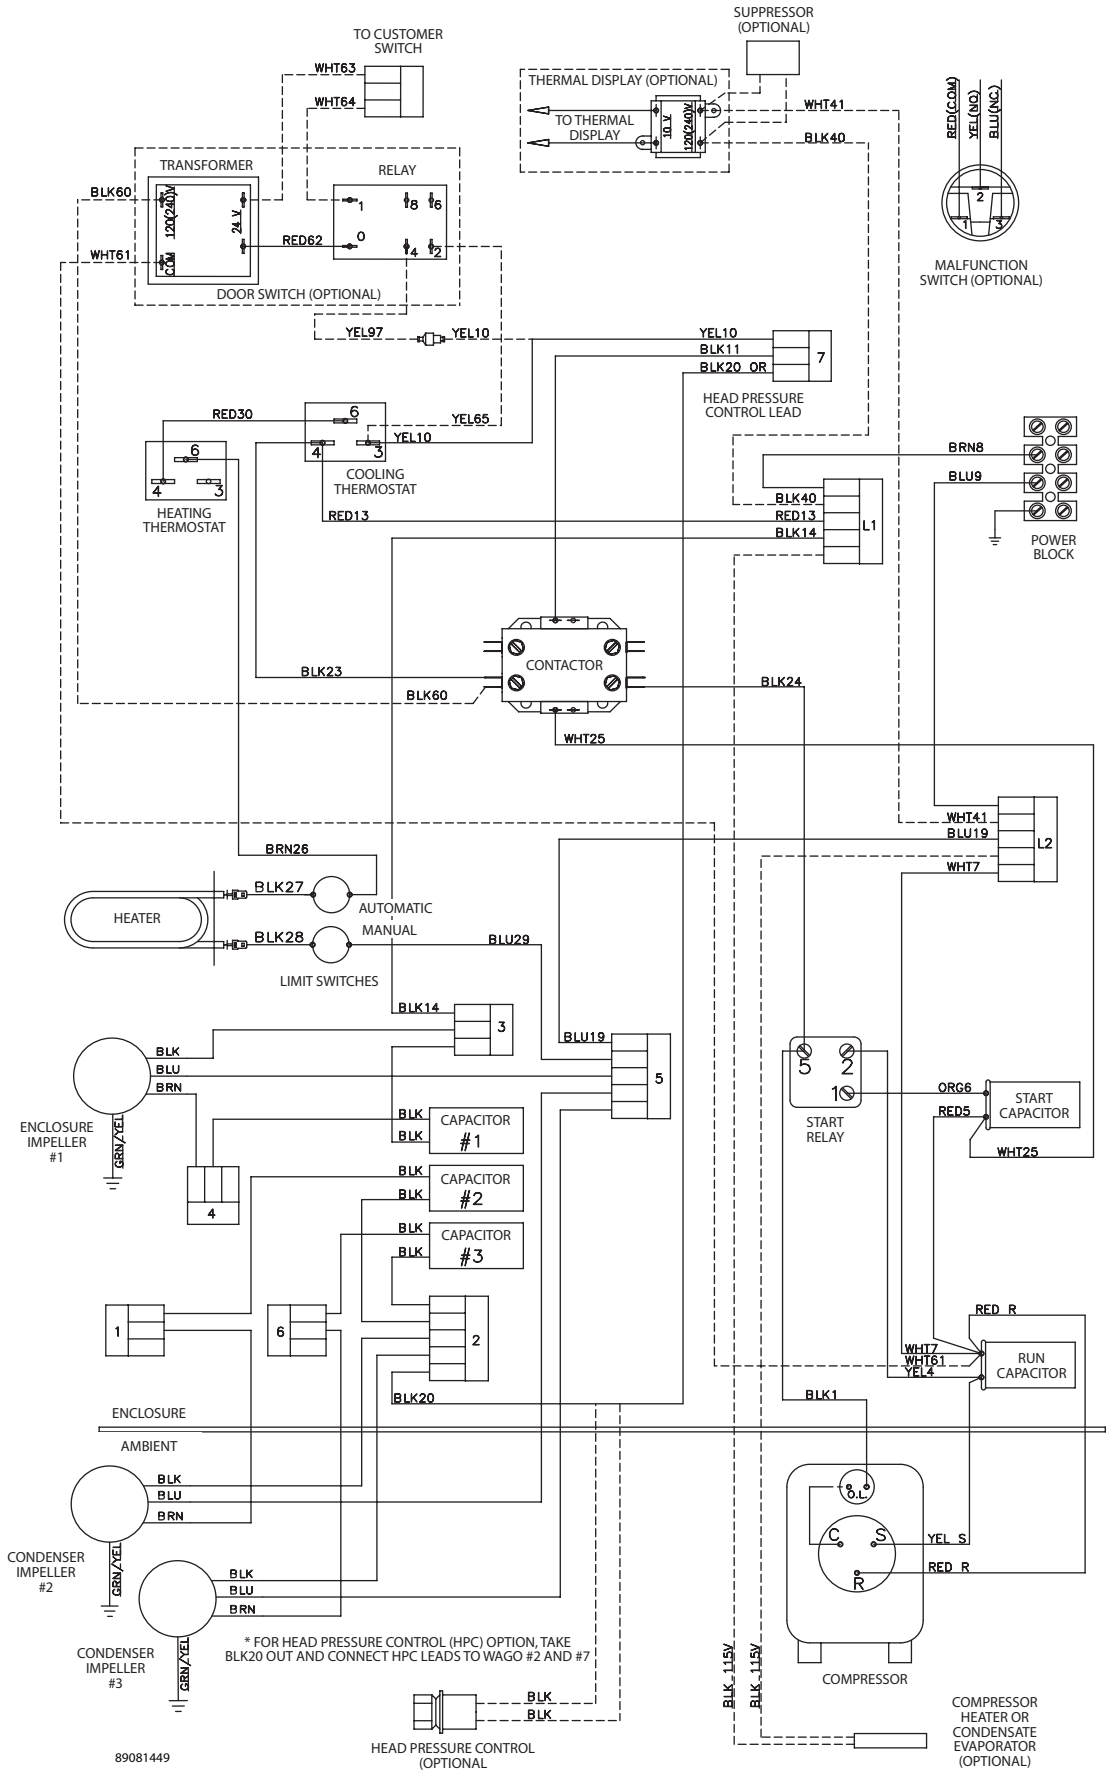 SUPPRESSOR
(OPTIONAL)
TO CUSTOMER
SWITCH
WHT63
WHT64
THERMAL DISPLAY (OPTIONAL)
TO THERMAL
DISPLAY
10 V
120(240)V
WHT41
BLK40
RED(COM)
YEL(NO)
BLU(NC)
2
1
3
MALFUNCTION
SWITCH (OPTIONAL)
TRANSFORMER
RELAY
BLK60
120(240)V
24 V
COM
WHT61
RED62
1
8
6
0
4
2
DOOR SWITCH (OPTIONAL)
YEL97
YEL10
YEL10
BLK11
BLK20 OR
7
HEAD PRESSURE
CONTROL LEAD
RED30
6
YEL65
YEL10
4
3
COOLING
THERMOSTAT
6
4
3
HEATING
THERMOSTAT
BRN8
BLU9
POWER
BLOCK
BLK40
RED13
RED13
BLK14
L1
CONTACTOR
BLK23
BLK60
BLK24
WHT25
WHT41
BLU19
WHT7
L2
BRN26
BLK27
HEATER
AUTOMATIC
MANUAL
BLK28
BLU29
LIMIT SWITCHES
BLK14
3
BLU19
5
BLK
BLU
BRN
ENCLOSURE
IMPELLER
#1
GRN/YEL
4
BLK
BLK
CAPACITOR
#1
BLK
BLK
CAPACITOR
#2
BLK
BLK
CAPACITOR
#3
5
2
1
START
RELAY
ORG6
RED5
START
CAPACITOR
WHT25
1
6
2
BLK20
RED R
WHT7
WHT61
YEL4
RUN
CAPACITOR
BLK1
ENCLOSURE
AMBIENT
BLK
BLU
BRN
CONDENSER
IMPELLER
#2
GRN/YEL
O.L.
C
S
R
YEL S
RED R
BLK
BLU
BRN
CONDENSER
IMPELLER
#3
GRN/YEL
* FOR HEAD PRESSURE CONTROL (HPC) OPTION, TAKE
BLK20 OUT AND CONNECT HPC LEADS TO WAGO #2 AND #7
COMPRESSOR
BLK 115V
BLK 115V
BLK
BLK
HEAD PRESSURE CONTROL
(OPTIONAL
COMPRESSOR
HEATER OR
CONDENSATE
EVAPORATOR
(OPTIONAL)
89081449